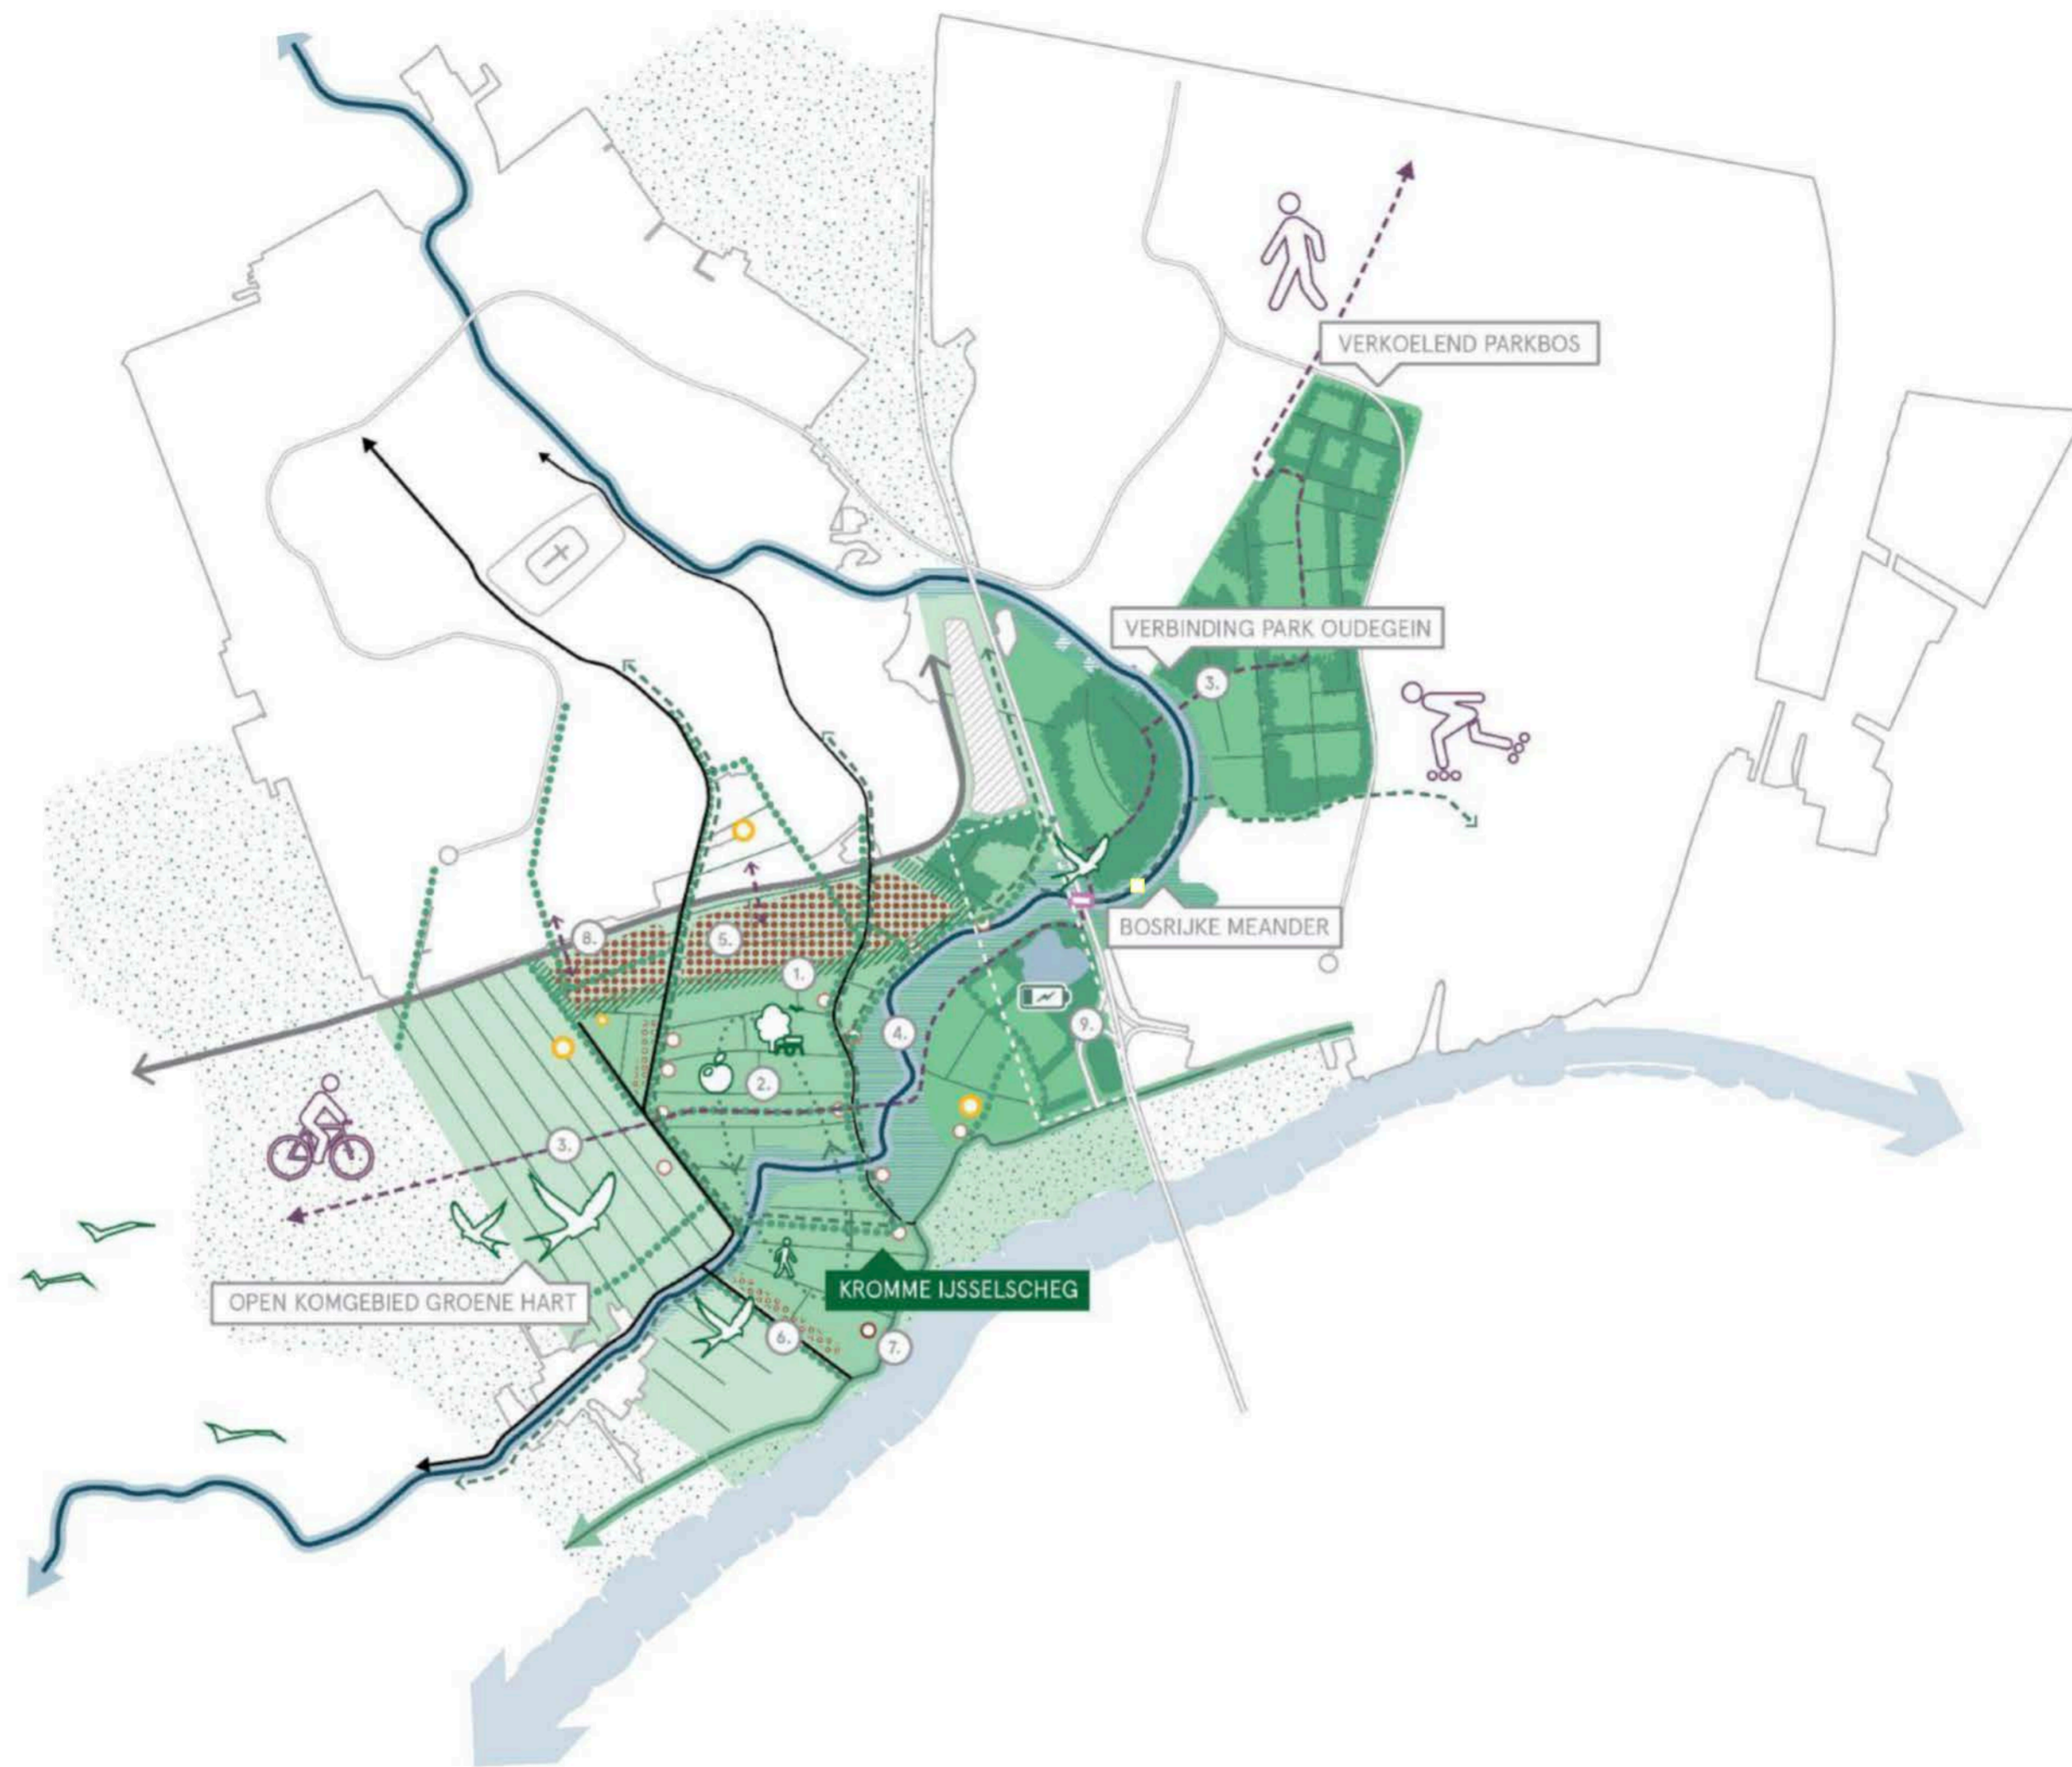 VERKOELEND PARKBOS
VERBINDING PARK OUDEGEIN
3.
BOSRIJKE MEANDER
8.
5.
1.
4.
9.
2.
3.
OPEN KOMGEBIED GROENE HART
KROMME IJSSELSCHEG
6.
7.